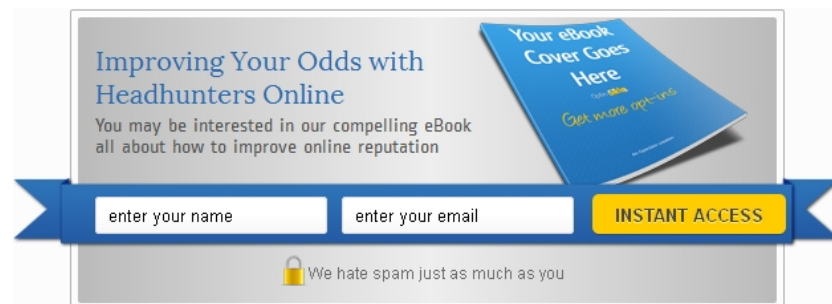 Improving Your Odds with
Headhunters Online
You may be interested in our compelling eBook
all about how to improve online reputation
Your eBook
Cover Goes
Here
Get more opt-ins
enter your name
enter your email
INSTANT ACCESS
We hate spam just as much as you